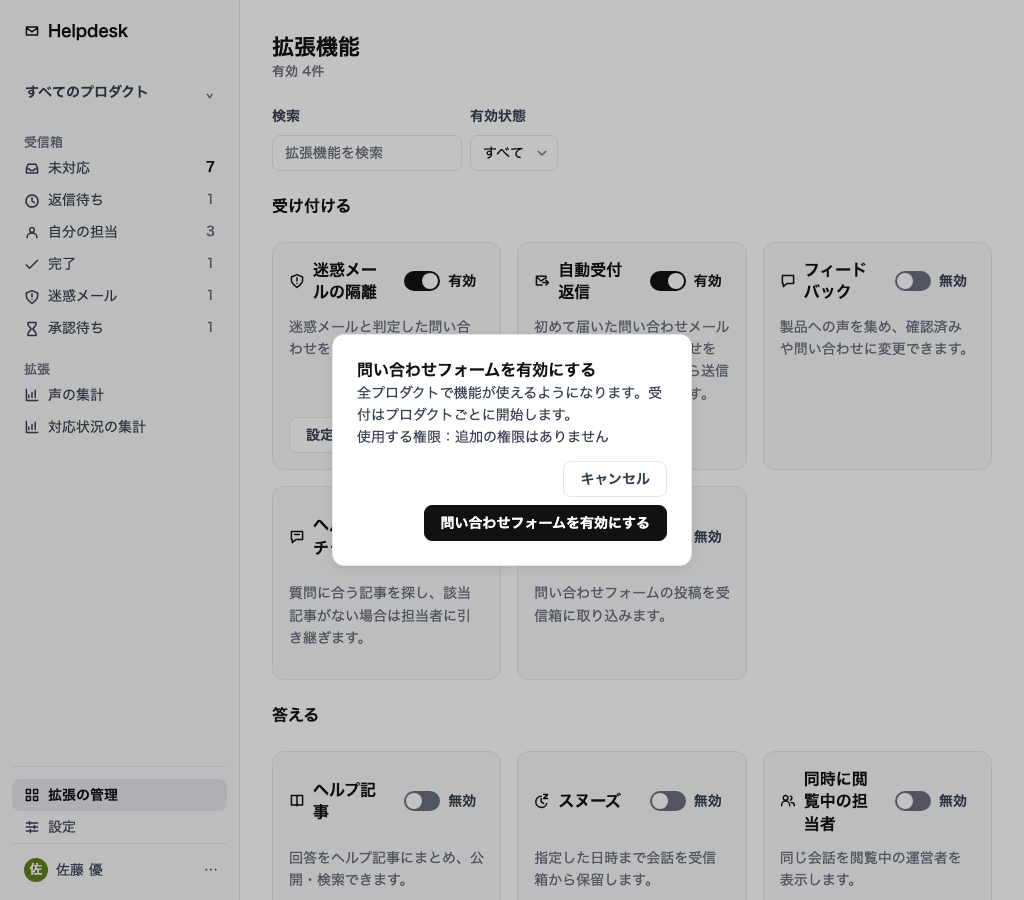 Helpdesk
すべてのプロダクト
受信箱
未対応 7
返信待ち 1
自分の担当 3
完了 1
迷惑メール 1
承認待ち 1
拡張
声の集計
対応状況の集計
拡張の管理
設定
佐 佐藤 優 …
拡張機能
有効 4件
検索
有効状態
拡張機能を検索
すべて
受け付ける
迷惑メー
ルの隔離
有効
迷惑メールと判定した問い合
わせを
設定
自動受付
返信
有効
初めて届いた問い合わせメール
せを
ら送信
す。
フィード
バック
無効
製品への声を集め、確認済み
や問い合わせに変更できます。
問い合わせフォームを有効にする
全プロダクトで機能が使えるようになります。受
付はプロダクトごとに開始します。
使用する権限：追加の権限はありません
キャンセル
問い合わせフォームを有効にする
質問に合う記事を探し、該当
記事がない場合は担当者に引
き継ぎます。
無効
問い合わせフォームの投稿を受
信箱に取り込みます。
答える
ヘルプ記
事
無効
回答をヘルプ記事にまとめ、公
開・検索できます。
スヌーズ
無効
指定した日時まで会話を受信
箱から保留します。
同時に閲
覧中の担
当者
無効
同じ会話を閲覧中の運営者を
表示します。